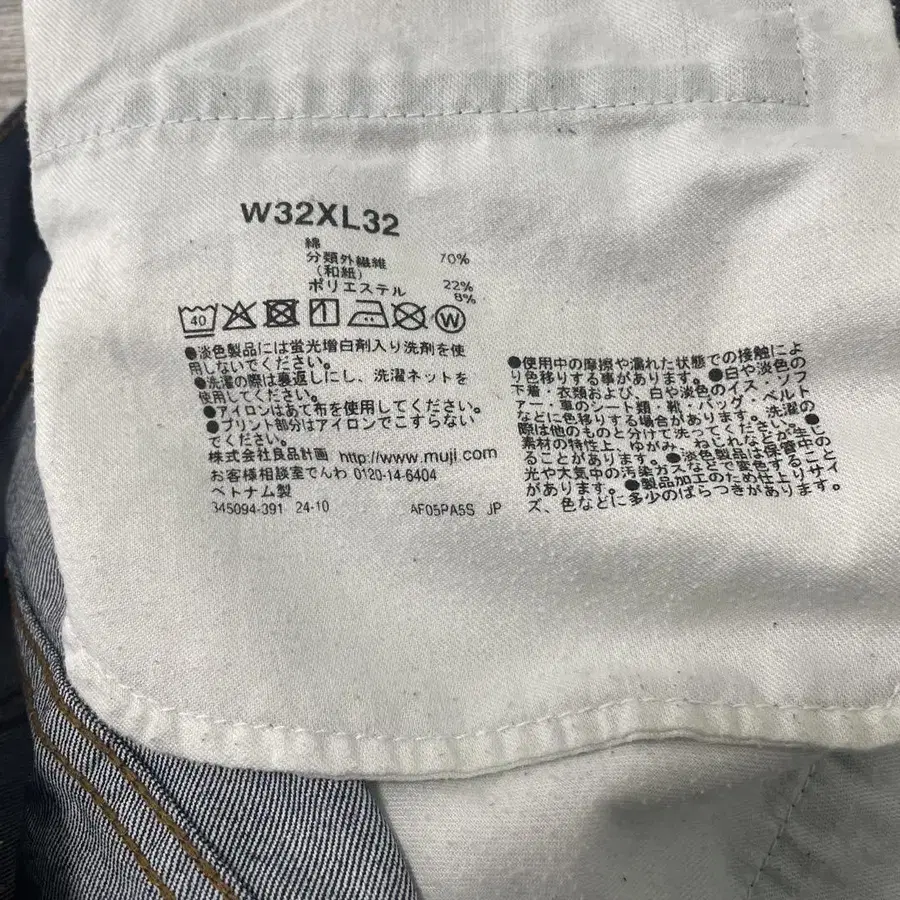 W32XL32
綿 70%
分類外繊維
(和紙) 22%
ポリエステル 8%
40
W
●淡色製品には蛍光増白剤入り洗剤を使
用しないでください。
●洗濯の際は裏返しにし、洗濯ネットを
使用してください。
●アイロンはあて布を使用してください。
●プリント部分はアイロンでこすらない
でください。
株式会社良品計画 http://www.muji.com
お客様相談室でんわ 0120-14-6404
ベトナム製
345094-391 24-10 AF05PA5S JP
●使用中の摩擦や濡れた状態での接触によ
り色移りする事があります。●白や淡色の
下着・衣類および、白や淡色のイス・ソフ
ァー・車のシート類・靴・バッグ・ベルト
などに色移りする場合があります。洗濯の
際は他のものと分けて洗ってください。●
素材の特性上、ゆがみ、ねじれなどが生じ
ることがあります。●淡色製品は保管中の
光や大気中の汚染ガスなどで変色すること
があります。●製品加工のため仕上りサイ
ズ、色などに多少のばらつきがあります。